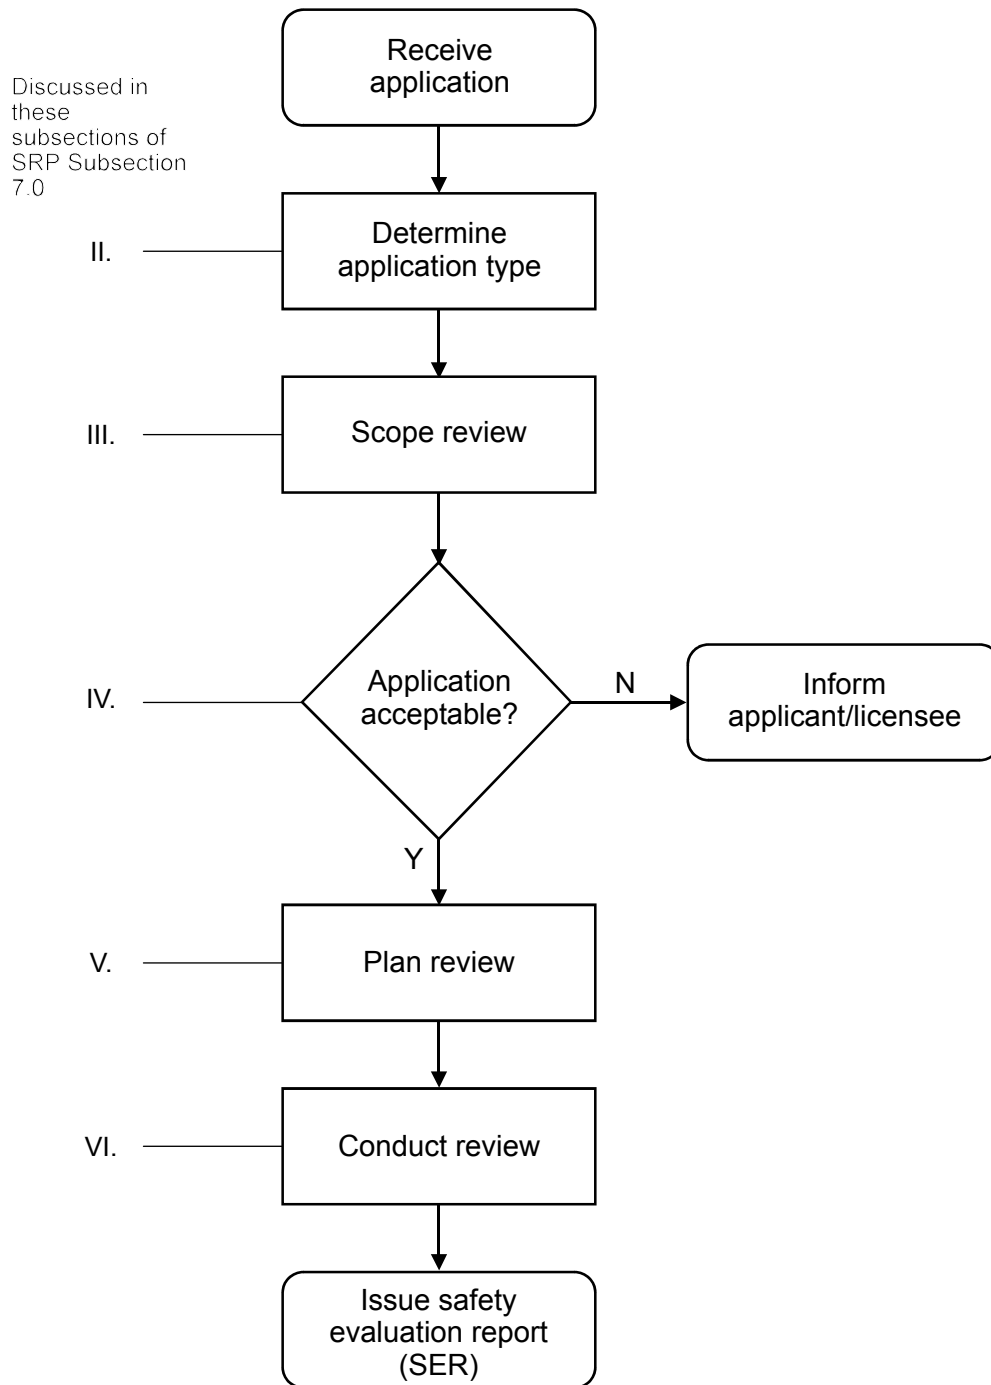 Receive
application
Discussed in
these
subsections of
SRP Subsection
7.0
II.
Determine
application type
III.
Scope review
IV.
Application
acceptable?
N
Inform
applicant/licensee
Y
V.
Plan review
VI.
Conduct review
Issue safety
evaluation report
(SER)